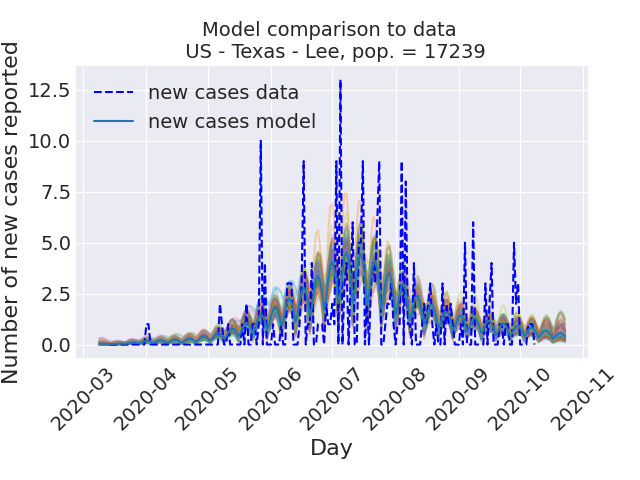 Model comparison to data
US - Texas - Lee, pop. = 17239
new cases data
new cases model
Number of new cases reported
12.5
10.0
7.5
5.0
2.5
0.0
2020-03
2020-04
2020-05
2020-06
2020-07
2020-08
2020-09
2020-10
2020-11
Day